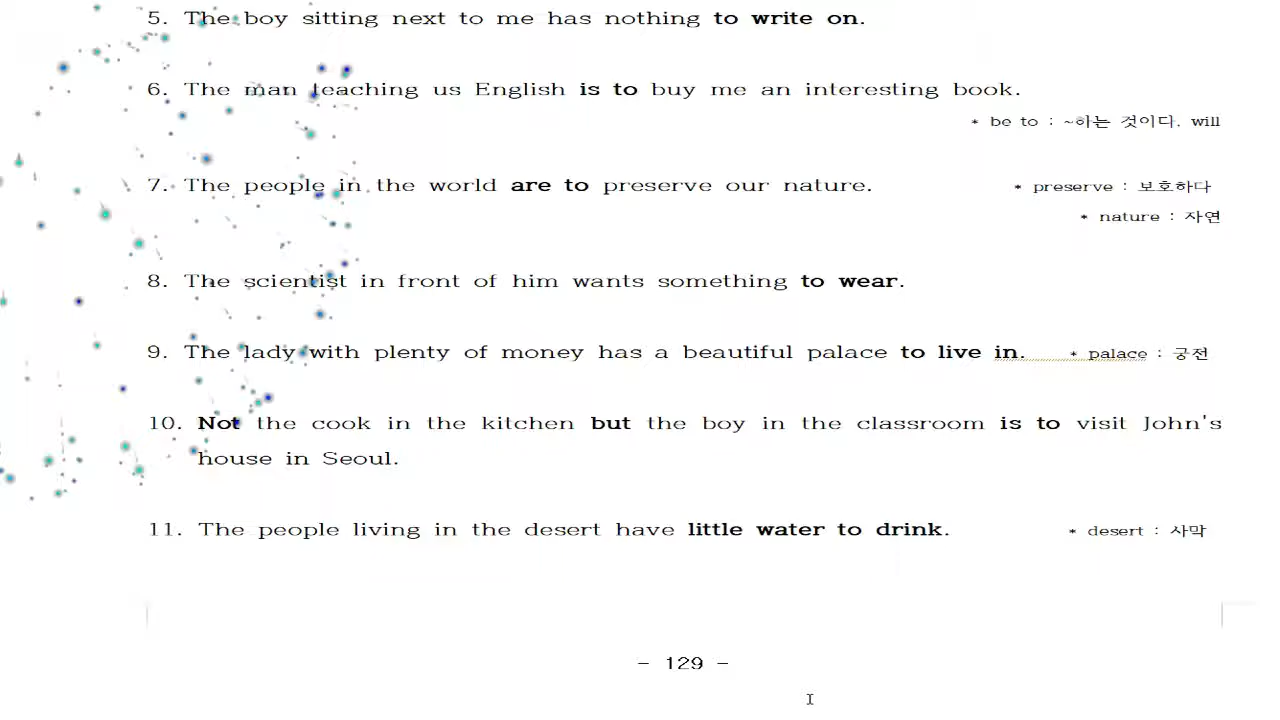 5. The boy sitting next to me has nothing to write on.
6. The man teaching us English is to buy me an interesting book.
* be to : ~하는 것이다. will
7. The people in the world are to preserve our nature. * preserve : 보호하다
* nature : 자연
8. The scientist in front of him wants something to wear.
9. The lady with plenty of money has a beautiful palace to live in. * palace : 궁전
10. Not the cook in the kitchen but the boy in the classroom is to visit John's
house in Seoul.
11. The people living in the desert have little water to drink. * desert : 사막
- 129 -